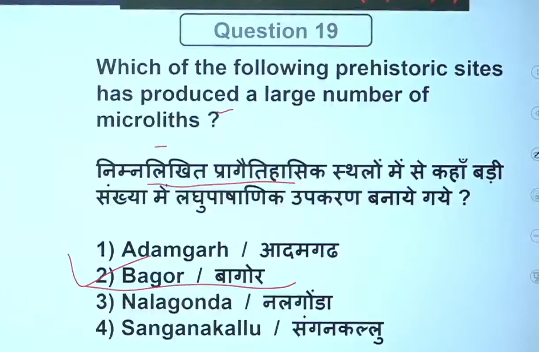 Question 19
Which of the following prehistoric sites
has produced a large number of
microliths ?
निम्नलिखित प्रागैतिहासिक स्थलों में से कहाँ बड़ी
संख्या में लघुपाषाणिक उपकरण बनाये गये ?
1) Adamgarh / आदमगढ
2) Bagor / बागोर
3) Nalagonda / नलगोंडा
4) Sanganakallu / संगनकल्लु